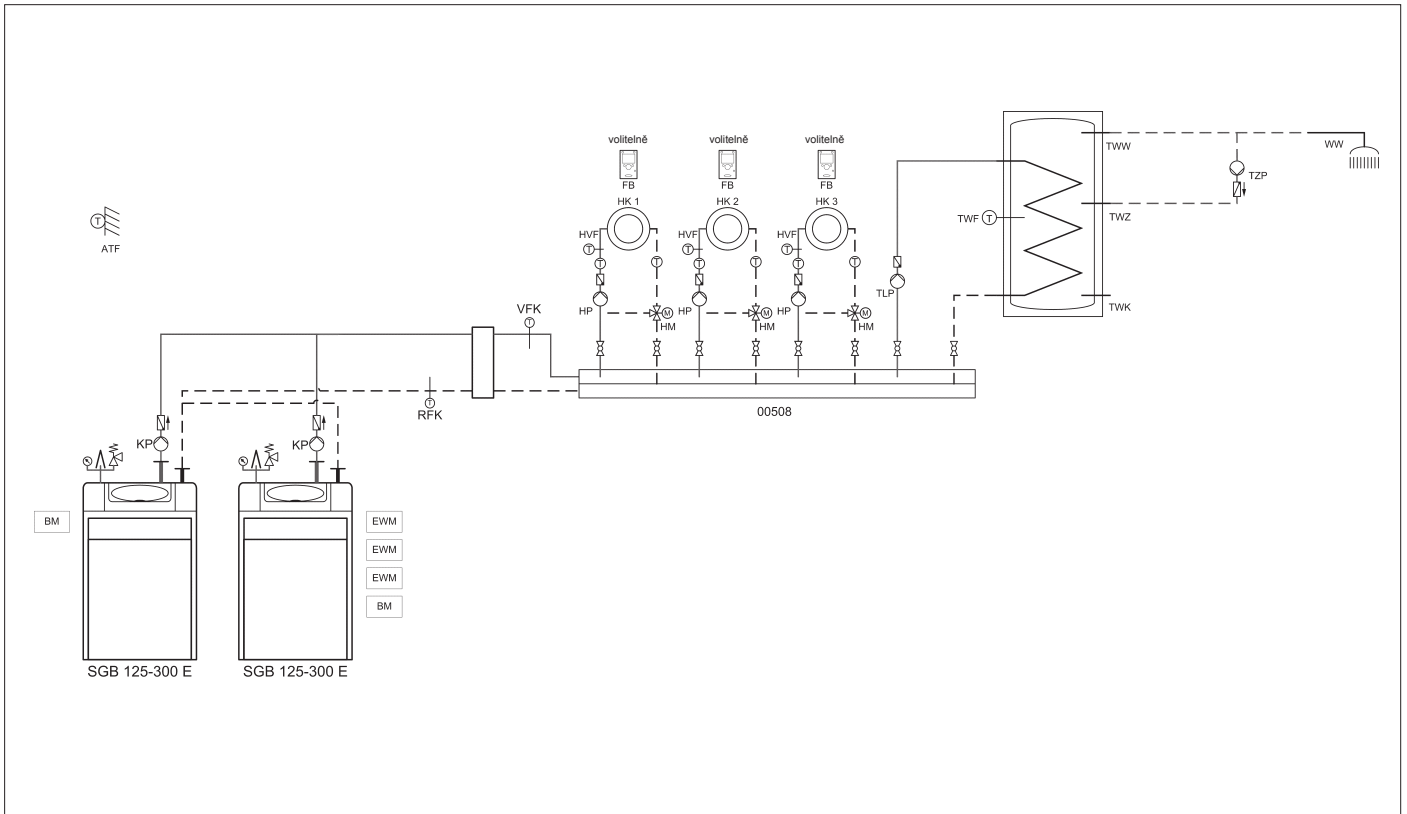 volitelně volitelně volitelně
FB FB FB
HK 1 HK 2 HK 3
TWW
WW
TZP
T
ATF
HVF HVF HVF
T T T
T T T T T T
TWF T
TWZ
TLP
HP HP HP
M M M
HM HM HM
TWK
VFK
T
T
RFK
00508
KP KP
BM
EWM
EWM
EWM
BM
SGB 125-300 E SGB 125-300 E